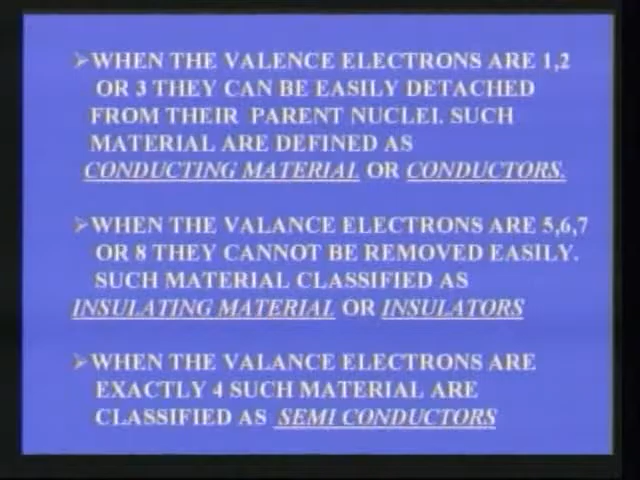 ➢WHEN THE VALENCE ELECTRONS ARE 1,2
OR 3 THEY CAN BE EASILY DETACHED
FROM THEIR PARENT NUCLEI. SUCH
MATERIAL ARE DEFINED AS
CONDUCTING MATERIAL OR CONDUCTORS.
➢WHEN THE VALANCE ELECTRONS ARE 5,6,7
OR 8 THEY CANNOT BE REMOVED EASILY.
SUCH MATERIAL CLASSIFIED AS
INSULATING MATERIAL OR INSULATORS
➢WHEN THE VALANCE ELECTRONS ARE
EXACTLY 4 SUCH MATERIAL ARE
CLASSIFIED AS SEMI CONDUCTORS